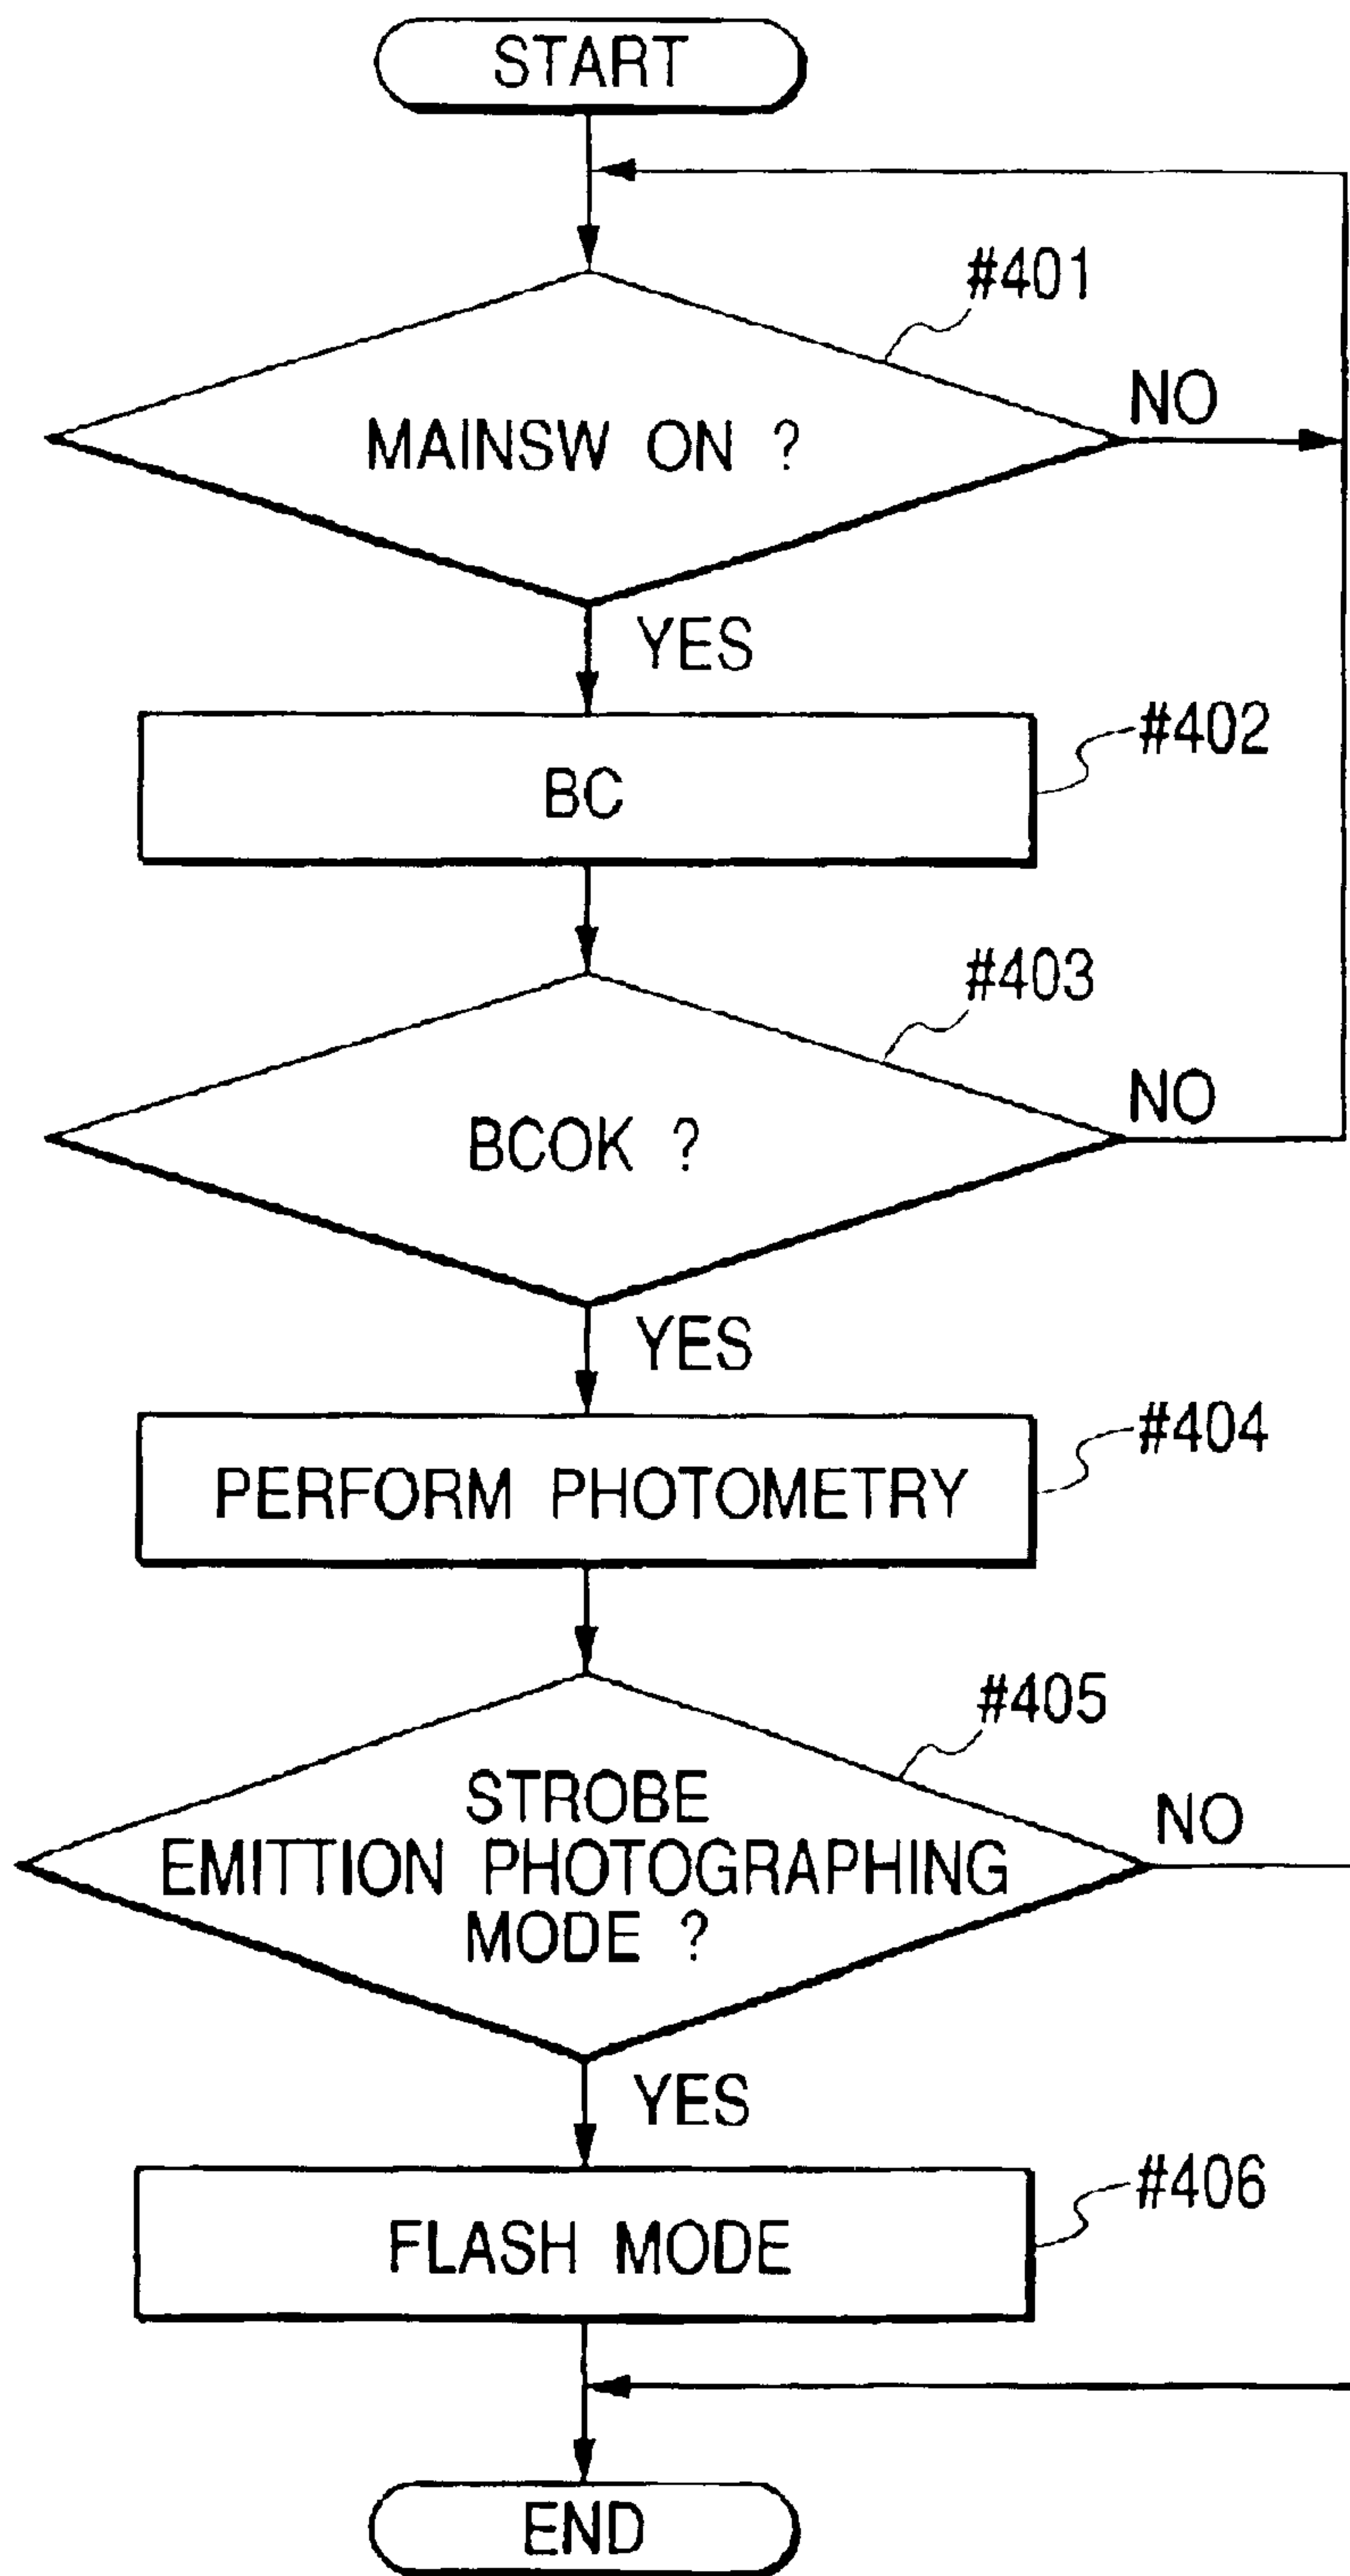 START
#401
MAINSW ON ?
NO
YES
#402
BC
#403
BCOK ?
NO
YES
#404
PERFORM PHOTOMETRY
#405
STROBE
EMITTION PHOTOGRAPHING
MODE ?
NO
YES
#406
FLASH MODE
END